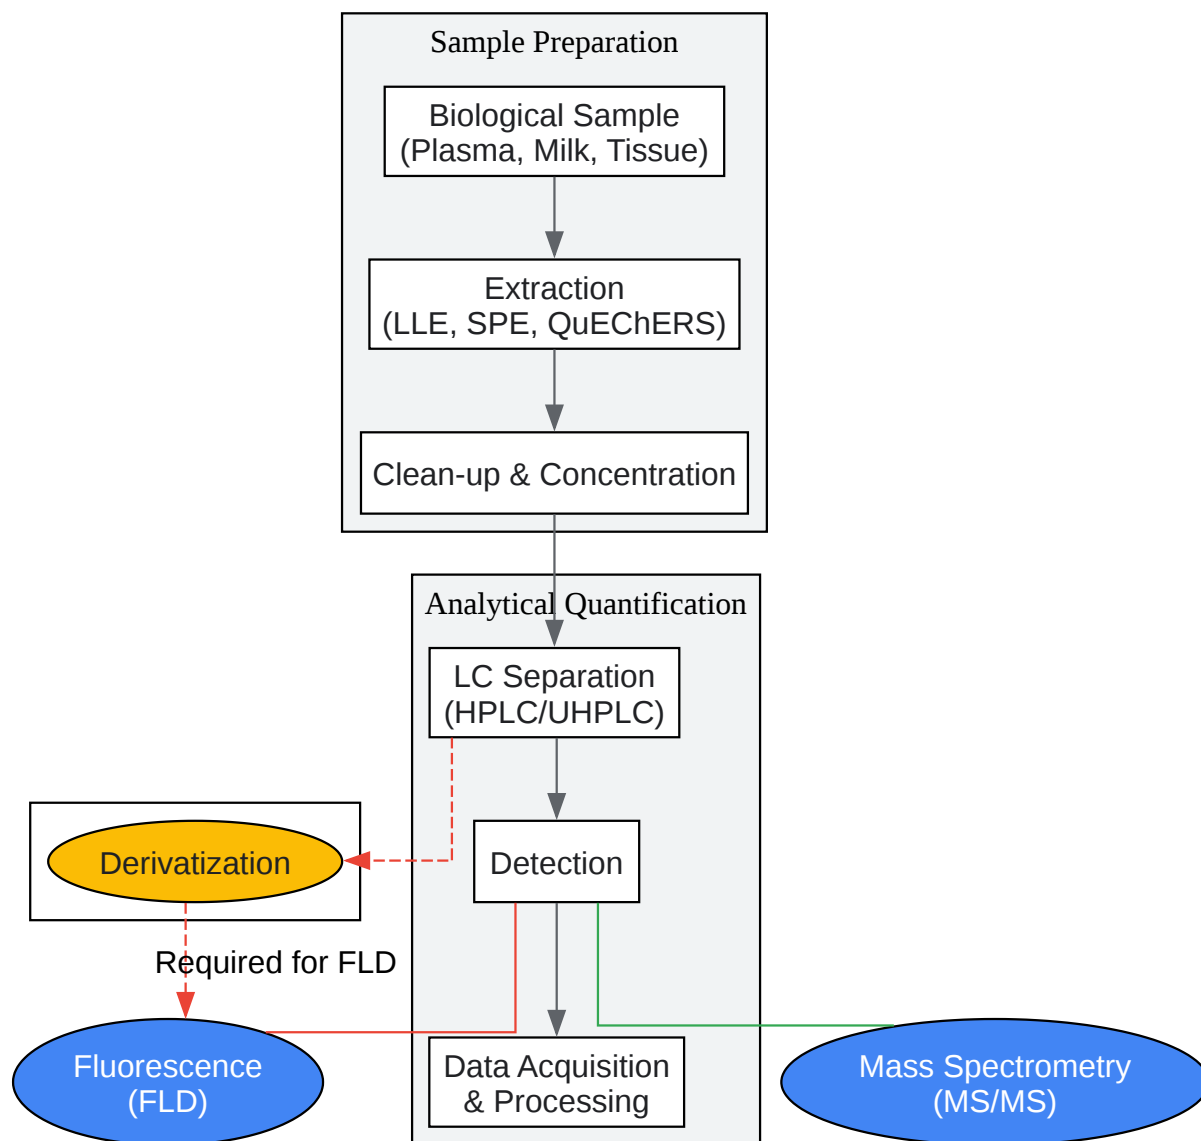 Sample Preparation
Biological Sample
(Plasma, Milk, Tissue)
Extraction
(LLE, SPE, QuEChERS)
Clean-up & Concentration
Analytical Quantification
LC Separation
(HPLC/UHPLC)
Derivatization
Detection
Required for FLD
Fluorescence
(FLD)
Data Acquisition
& Processing
Mass Spectrometry
(MS/MS)